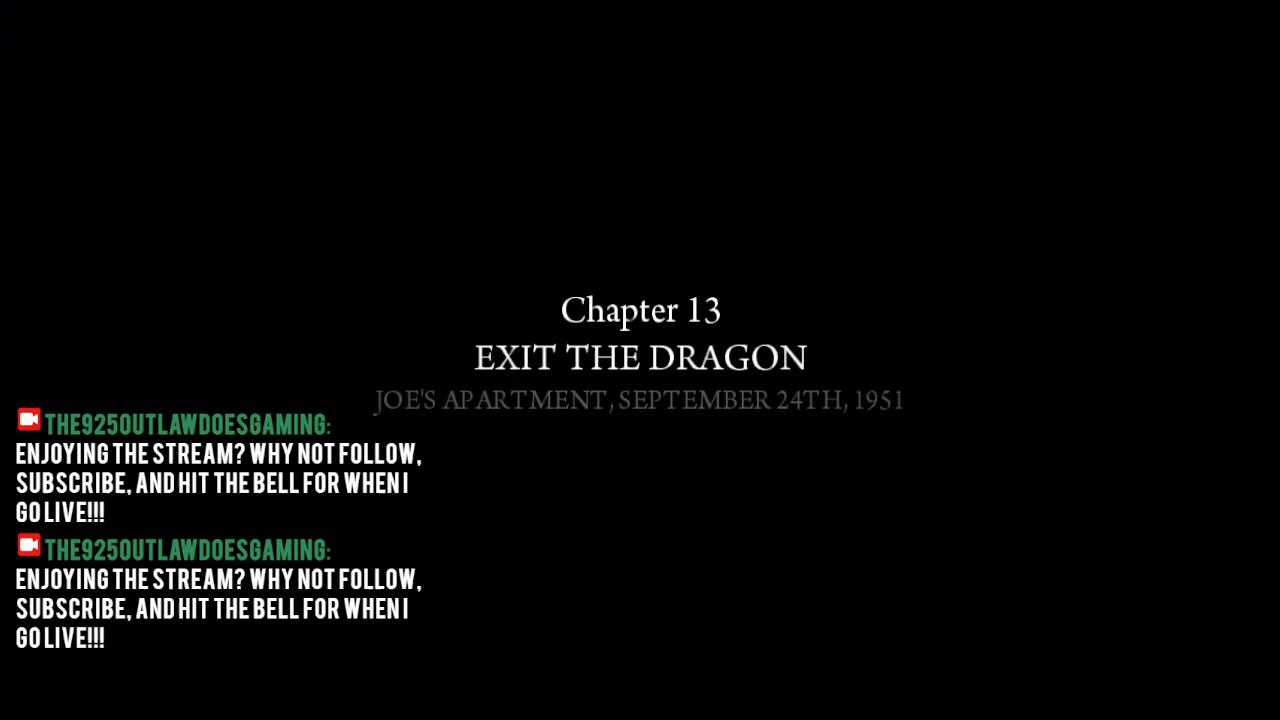 Chapter 13
EXIT THE DRAGON
JOE'S APARTMENT, SEPTEMBER 24TH, 1951
THE925OUTLAWDOESGAMING:
ENJOYING THE STREAM? WHY NOT FOLLOW,
SUBSCRIBE, AND HIT THE BELL FOR WHEN I
GO LIVE!!!
THE925OUTLAWDOESGAMING:
ENJOYING THE STREAM? WHY NOT FOLLOW,
SUBSCRIBE, AND HIT THE BELL FOR WHEN I
GO LIVE!!!